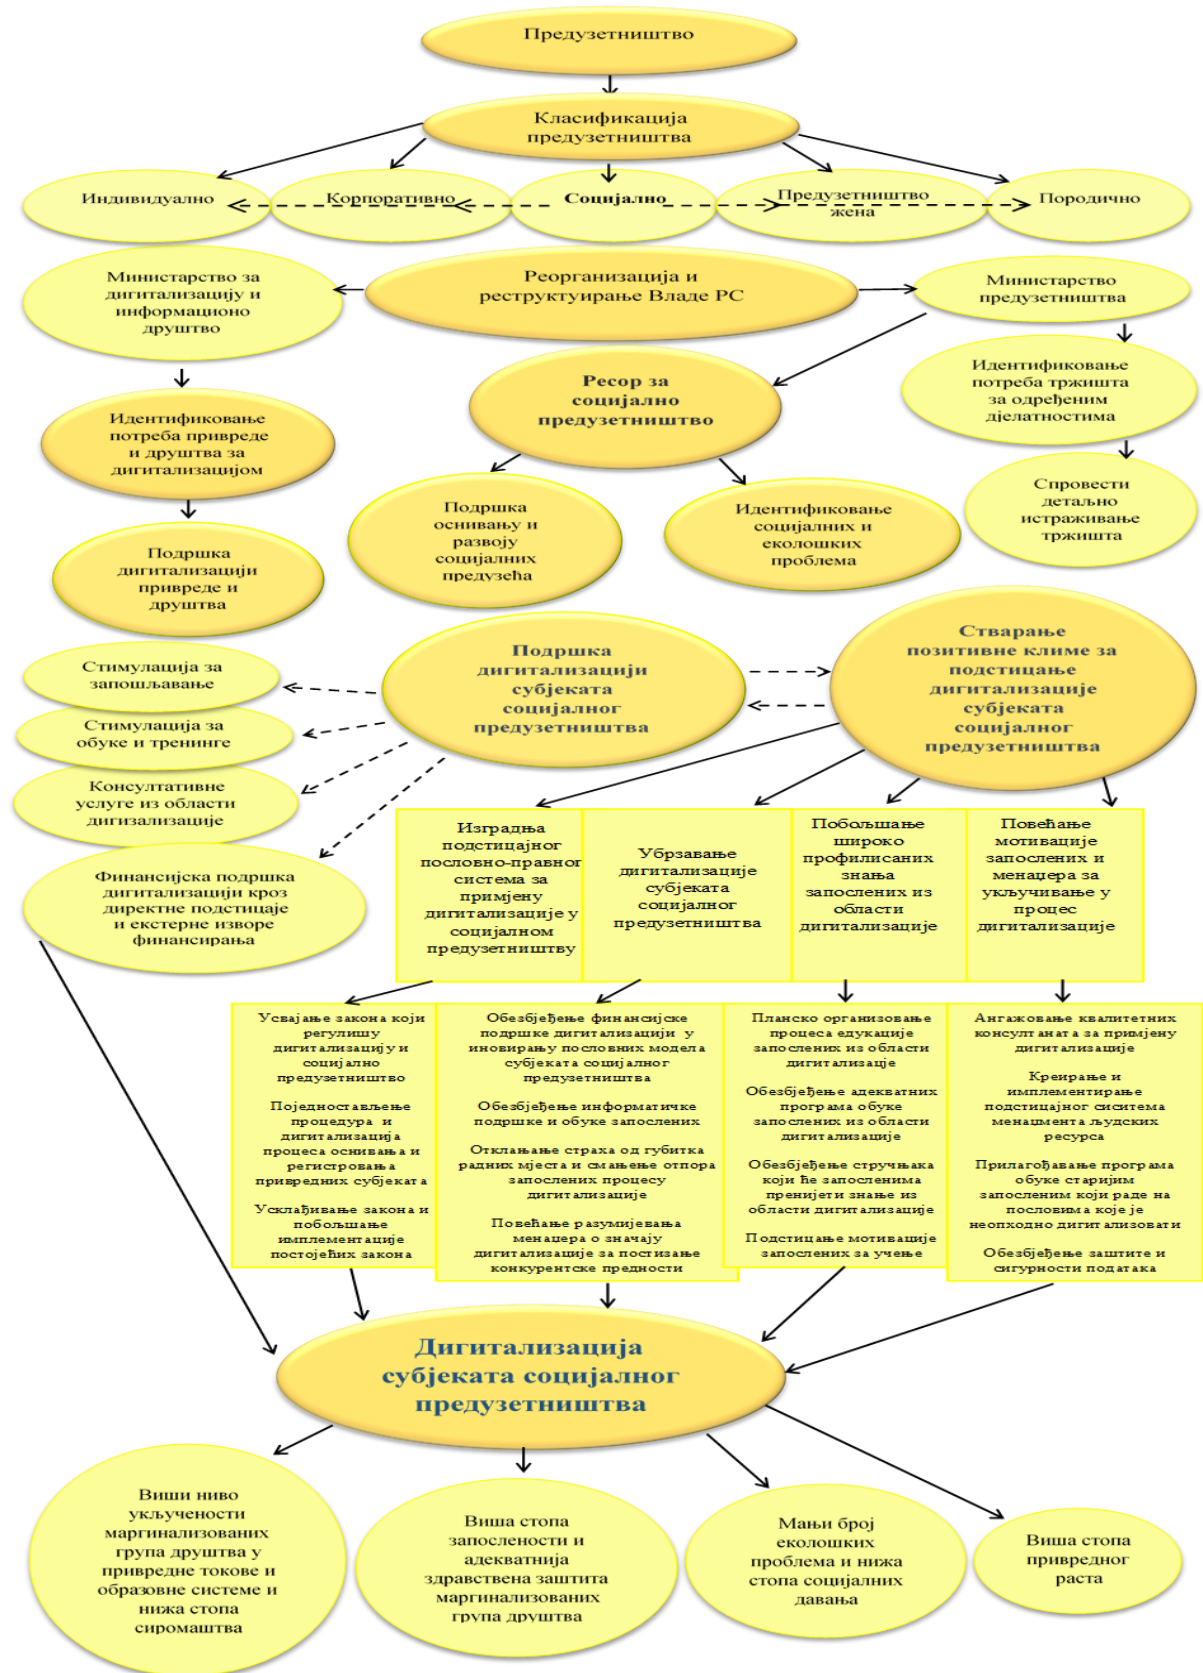 Предузетништво
Класификација
предузетништва
Индивидуално
Корпоративно
Социјално
Предузетништво
жена
Породично
Министарство за
дигитализацију и
информационо
друштво
Реорганизација и
реструктуирање Владе РС
Министарство
предузетништва
Ресор за
социјално
предузетништво
Идентификовање
потреба тржишта
за одређеним
дјелатностима
Идентификовање
потреба привреде
и друштва за
дигитализацијом
Спровести
детаљно
истраживање
тржишта
Подршка
оснивању и
развоју
социјалних
предузећа
Идентификовање
социјалних и
еколошких
проблема
Подршка
дигитализацији
привреде и
друштва
Подршка
дигитализацији
субјеката
социјалног
предузетништва
Стварање
позитивне климе за
подстицање
дигитализације
субјеката
социјалног
предузетништва
Стимулација за
запошљавање
Стимулација за
обуке и тренинге
Консултативне
услуге из области
дигизализације
Финансијска подршка
дигитализацији кроз
директне подстицаје
и екстерне изворе
финансирања
Изградња
подстицајног
пословно-правног
система за
примјену
дигитализације у
социјалном
предузетништву
Убрзавање
дигитализације
субјеката
социјалног
предузетништва
Побољшање
широко
профилисаних
знања
запослених из
области
дигитализације
Повећање
мотивације
запослених и
менаџера за
укључивање у
процес
дигитализације
Усвајање закона који
регулишу
дигитализацију и
социјално
предузетништво
Поједностављење
процедура и
дигитализација
процеса оснивања и
регистровања
привредних субјеката
Усклађивање закона и
побољшање
имплементације
постојећих закона
Обезбјеђење финансијске
подршке дигитализацији у
иновирању пословних модела
субјеката социјалног
предузетништва
Обезбјеђење информатичке
подршке и обуке запослених
Отклањање страха од губитка
радних мјеста и смањење отпора
запослених процесу
дигитализације
Повећање разумијевања
менаџера о значају
дигитализације за постизање
конкурентске предности
Планско организовање
процеса едукације
запослених из области
дигитализацје
Обезбјеђење адекватних
програма обуке
запослених из области
дигитализације
Обезбјеђење стручњака
који ће запосленима
пренијети знање из
области дигитализације
Подстицање мотивације
запослених за учење
Ангажовање квалитетних
консултаната за примјену
дигитализације
Креирање и
имплементирање
подстицајног сиситема
менаџмента људских
ресурса
Прилагођавање програма
обуке старијим
запосленим који раде на
пословима које је
неопходно дигитализовати
Обезбјеђење заштите и
сигурности података
Дигитализација
субјеката социјалног
предузетништва
Виши ниво
укључености
маргинализованих
група друштва у
привредне токове и
образовне системе и
нижа стопа
сиромаштва
Виша стопа
запослености и
адекватнија
здравствена заштита
маргинализованих
група друштва
Мањи број
еколошких
проблема и нижа
стопа социјалних
давања
Виша стопа
привредног
раста